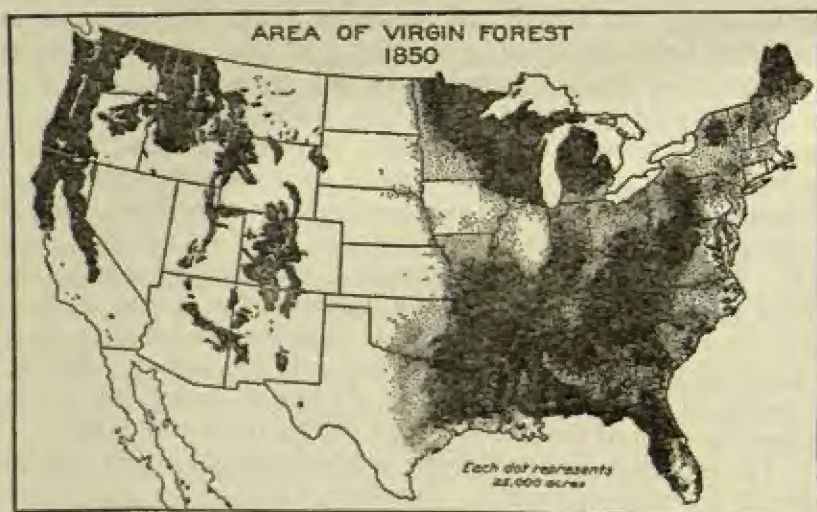 AREA OF VIRGIN FOREST
1850
Each dot represents
25,000 acres